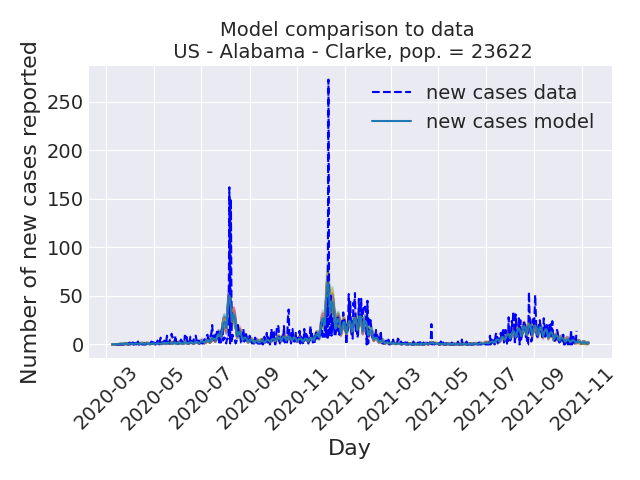 Model comparison to data
US - Alabama - Clarke, pop. = 23622
Number of new cases reported
250
200
150
100
50
0
new cases data
new cases model
2020-03
2020-05
2020-07
2020-09
2020-11
2021-01
2021-03
2021-05
2021-07
2021-09
2021-11
Day